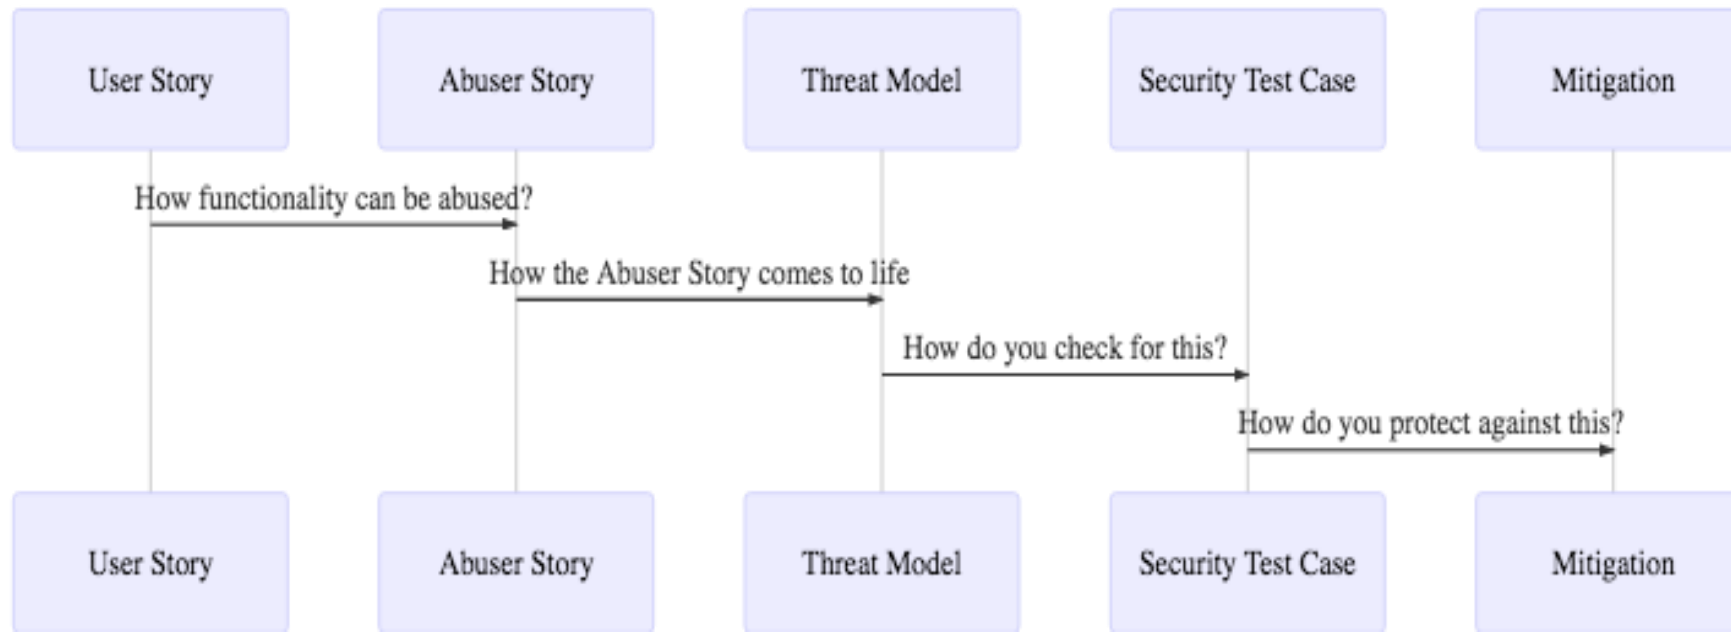 User Story
Abuser Story
Threat Model
Security Test Case
Mitigation
How functionality can be abused?
How the Abuser Story comes to life
How do you check for this?
How do you protect against this?
User Story
Abuser Story
Threat Model
Security Test Case
Mitigation